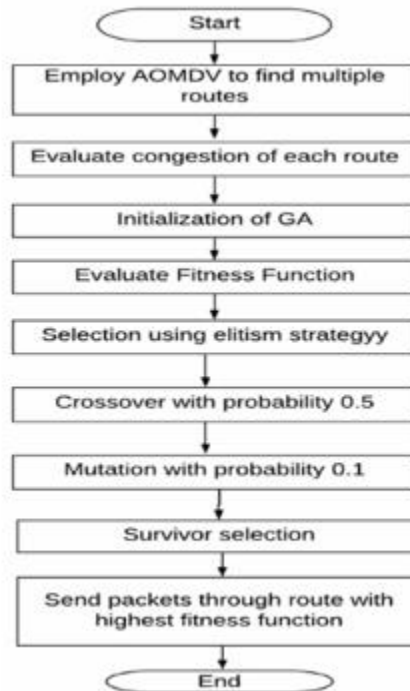 Start
Employ AOMDV to find multiple
routes
Evaluate congestion of each route
Initialization of GA
Evaluate Fitness Function
Selection using elitism strategyy
Crossover with probability 0.5
Mutation with probability 0.1
Survivor selection
Send packets through route with
highest fitness function
End